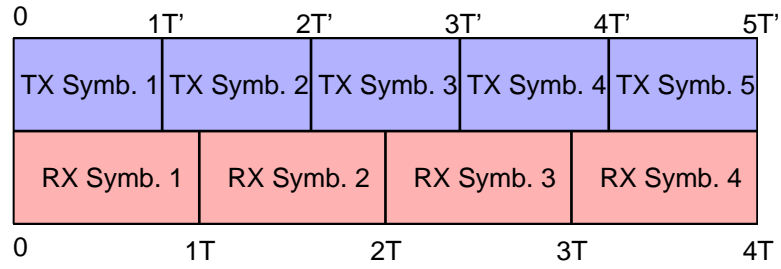 0 1T' 2T' 3T' 4T' 5T'
TX Symb. 1 TX Symb. 2 TX Symb. 3 TX Symb. 4 TX Symb. 5
RX Symb. 1 RX Symb. 2 RX Symb. 3 RX Symb. 4
0 1T 2T 3T 4T